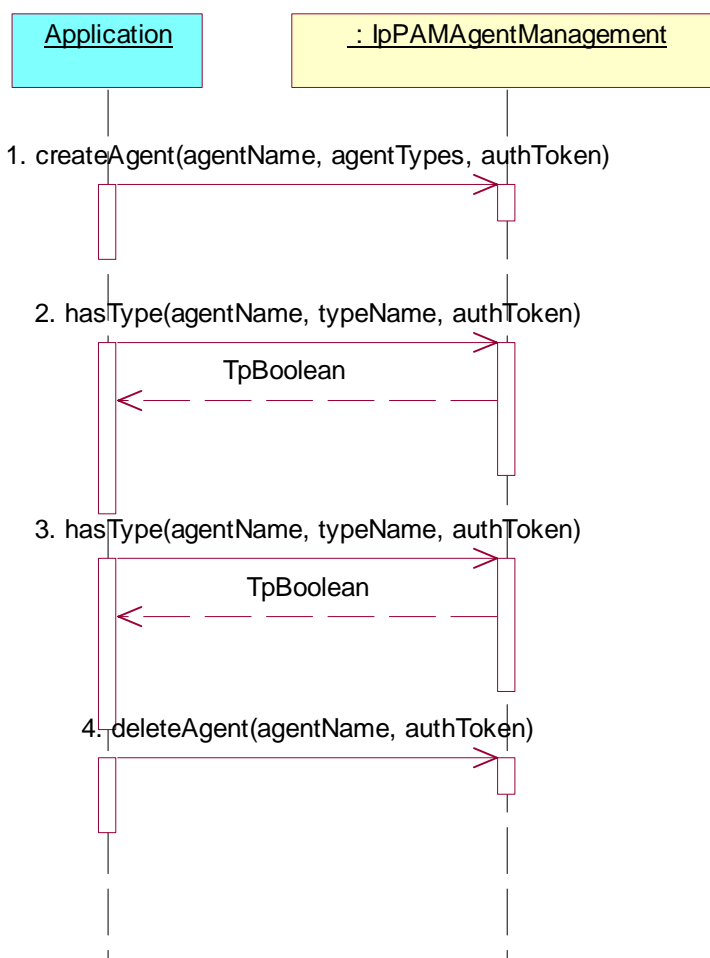 Application
: IpPAMAgentManagement
1. createAgent(agentName, agentTypes, authToken)
2. hasType(agentName, typeName, authToken)
TpBoolean
3. hasType(agentName, typeName, authToken)
TpBoolean
4. deleteAgent(agentName, authToken)